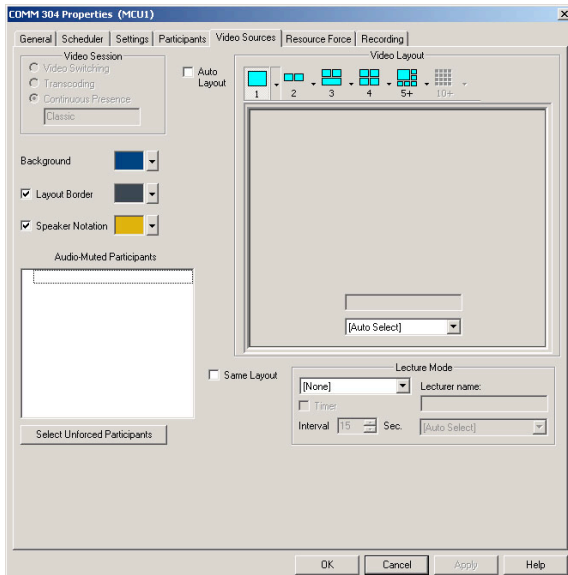 COMM 304 Properties (MCU1)
General Scheduler Settings Participants Video Sources Resource Force Recording
Video Session
Video Switching
Transcoding
Continuous Presence
Classic
Auto
Layout
Video Layout
1 2 3 4 5+ 10+
Background
Layout Border
Speaker Notation
Audio-Muted Participants
[Auto Select]
Same Layout
Lecture Mode
[None]
Lecturer name:
Timer
Interval 15 Sec.
[Auto Select]
Select Unforced Participants
OK Cancel Apply Help